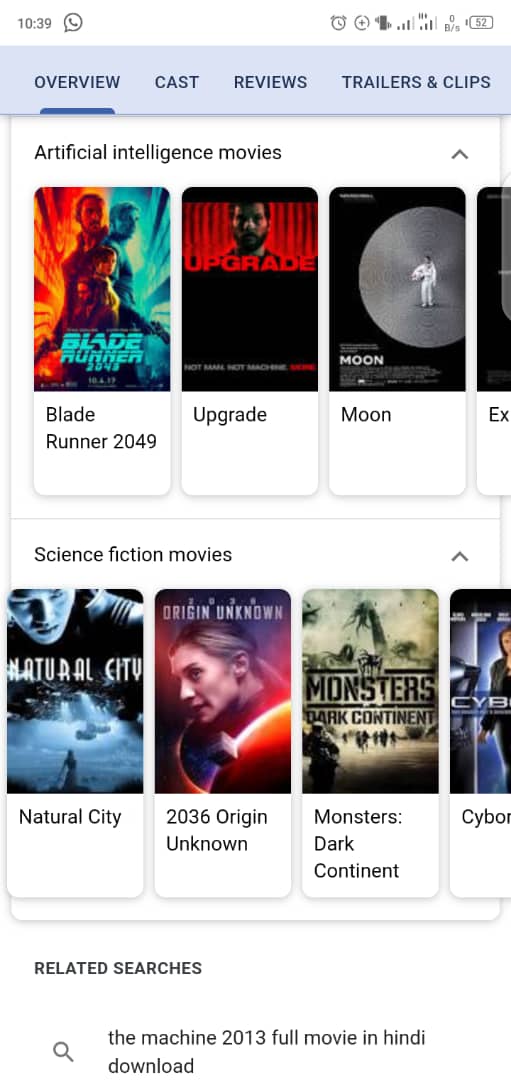 10:39
0
B/s
52
OVERVIEW CAST REVIEWS TRAILERS & CLIPS
Artificial intelligence movies
BLADE
RUNNER
2049
10.6.17
UPGRADE
NOT MAN. NOT MACHINE. MORE.
MOON
Blade
Runner 2049
Upgrade
Moon
Ex
Science fiction movies
NATURAL CITY
2036
ORIGIN UNKNOWN
MONSTERS
DARK CONTINENT
CYB
Natural City
2036 Origin
Unknown
Monsters:
Dark
Continent
Cybor
RELATED SEARCHES
the machine 2013 full movie in hindi
download